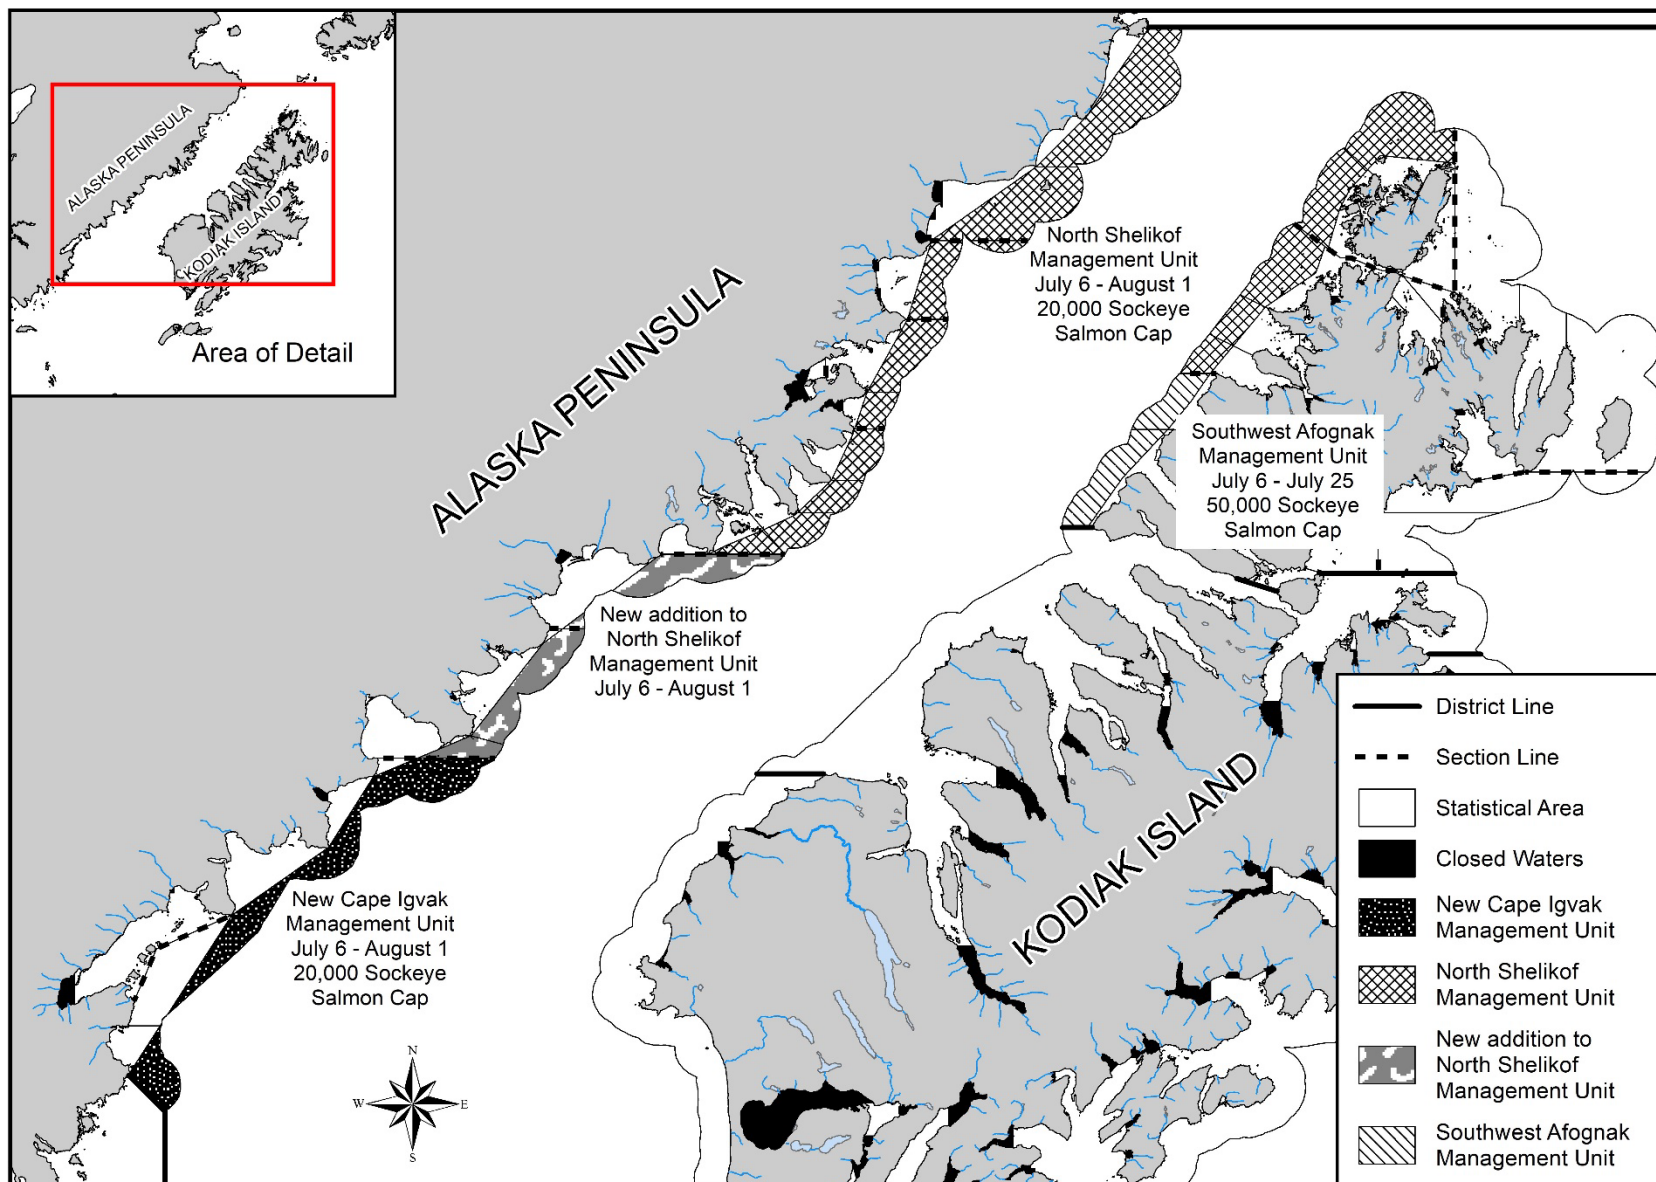 ALASKA PENINSULA
KODIAK ISLAND
Area of Detail
ALASKA PENINSULA
North Shelikof
Management Unit
July 6 - August 1
20,000 Sockeye
Salmon Cap
Southwest Afognak
Management Unit
July 6 - July 25
50,000 Sockeye
Salmon Cap
New addition to
North Shelikof
Management Unit
July 6 - August 1
New Cape Igvak
Management Unit
July 6 - August 1
20,000 Sockeye
Salmon Cap
KODIAK ISLAND
N
W
E
S
District Line
Section Line
Statistical Area
Closed Waters
New Cape Igvak
Management Unit
North Shelikof
Management Unit
New addition to
North Shelikof
Management Unit
Southwest Afognak
Management Unit